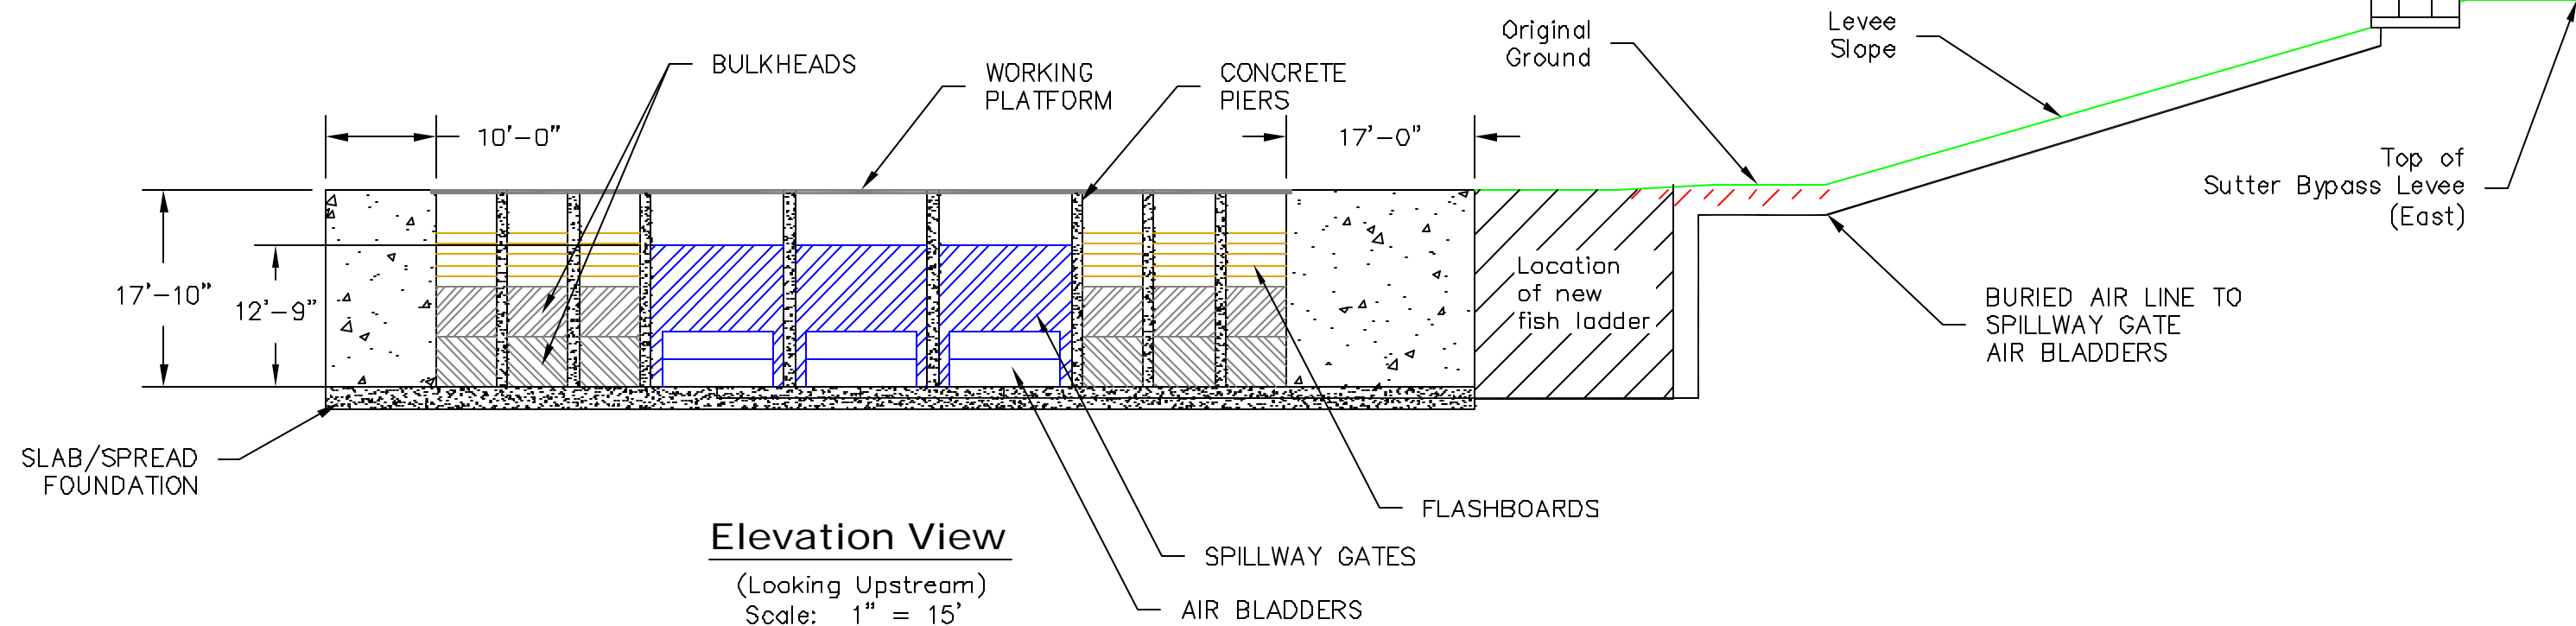 BULKHEADS
WORKING
PLATFORM
CONCRETE
PIERS
Original
Ground
Levee
Slope
10'-0"
17'-0"
Top of
Sutter Bypass Levee
(East)
17'-10"
12'-9"
Location
of new
fish ladder
BURIED AIR LINE TO
SPILLWAY GATE
AIR BLADDERS
SLAB/SPREAD
FOUNDATION
FLASHBOARDS
Elevation View
(Looking Upstream)
Scale: 1" = 15'
SPILLWAY GATES
AIR BLADDERS